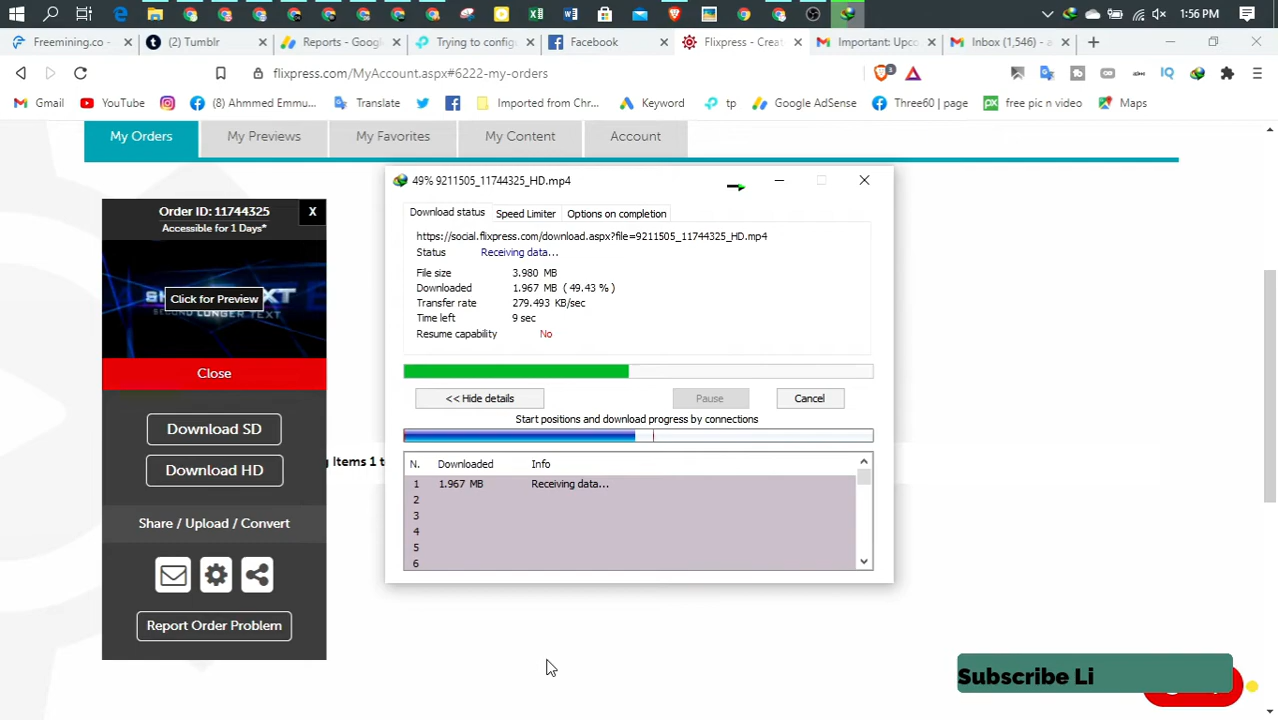 1:56 PM
Freemining.co -
(2) Tumblr
Reports - Googl
Trying to config
Facebook
Flixpress - Creat
Important: Upco
Inbox (1,546) - a
flixpress.com/MyAccount.aspx#6222-my-orders
3
IQ
Gmail
YouTube
(8) Ahmmed Emmu...
Translate
Imported from Chr...
Keyword
tp
Google AdSense
Three60 | page
free pic n video
Maps
My Orders
My Previews
My Favorites
My Content
Account
Order ID: 11744325
X
Accessible for 1 Days*
Click for Preview
SECOND LONGER TEXT
Close
Download SD
Download HD
Share / Upload / Convert
Report Order Problem
g Items 1 t
49% 9211505_11744325_HD.mp4
Download status
Speed Limiter
Options on completion
https://social.flixpress.com/download.aspx?file=9211505_11744325_HD.mp4
Status Receiving data...
File size 3.980 MB
Downloaded 1.967 MB ( 49.43 % )
Transfer rate 279.493 KB/sec
Time left 9 sec
Resume capability No
<< Hide details
Pause
Cancel
Start positions and download progress by connections
N. Downloaded Info
1 1.967 MB Receiving data...
2
3
4
5
6
Subscribe Li